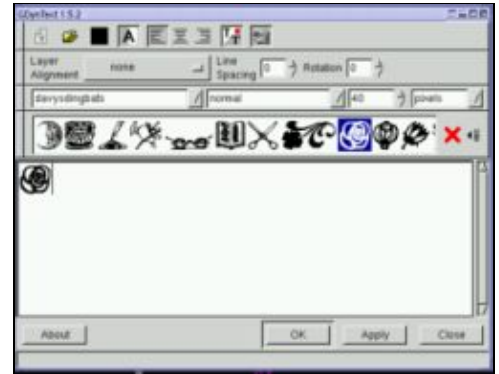 GDynText 1.5.2
A
Layer Alignment none Line Spacing 0 Rotation 0
davysdingbats normal 40 pixels
About OK Apply Close